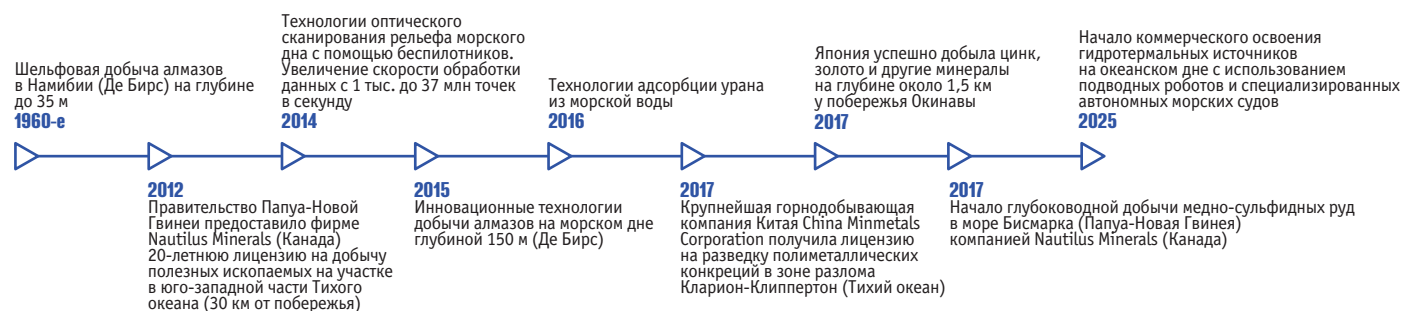 Шельфовая добыча алмазов
в Намибии (Де Бирс) на глубине
до 35 м
1960-е
2012
Правительство Папуа-Новой
Гвинеи предоставило фирме
Nautilus Minerals (Канада)
20-летнюю лицензию на добычу
полезных ископаемых на участке
в юго-западной части Тихого
океана (30 км от побережья)
Технологии оптического
сканирования рельефа морского
дна с помощью беспилотников.
Увеличение скорости обработки
данных с 1 тыс. до 37 млн точек
в секунду
2014
2015
Инновационные технологии
добычи алмазов на морском дне
глубиной 150 м (Де Бирс)
Технологии адсорбции урана
из морской воды
2016
2017
Крупнейшая горнодобывающая
компания Китая China Minmetals
Corporation получила лицензию
на разведку полиметаллических
конкреций в зоне разлома
Кларион-Клиппертон (Тихий океан)
Япония успешно добыла цинк,
золото и другие минералы
на глубине около 1,5 км
у побережья Окинавы
2017
2017
Начало глубоководной добычи медно-сульфидных руд
в море Бисмарка (Папуа-Новая Гвинея)
компанией Nautilus Minerals (Канада)
Начало коммерческого освоения
гидротермальных источников
на океанском дне с использованием
подводных роботов и специализированных
автономных морских судов
2025